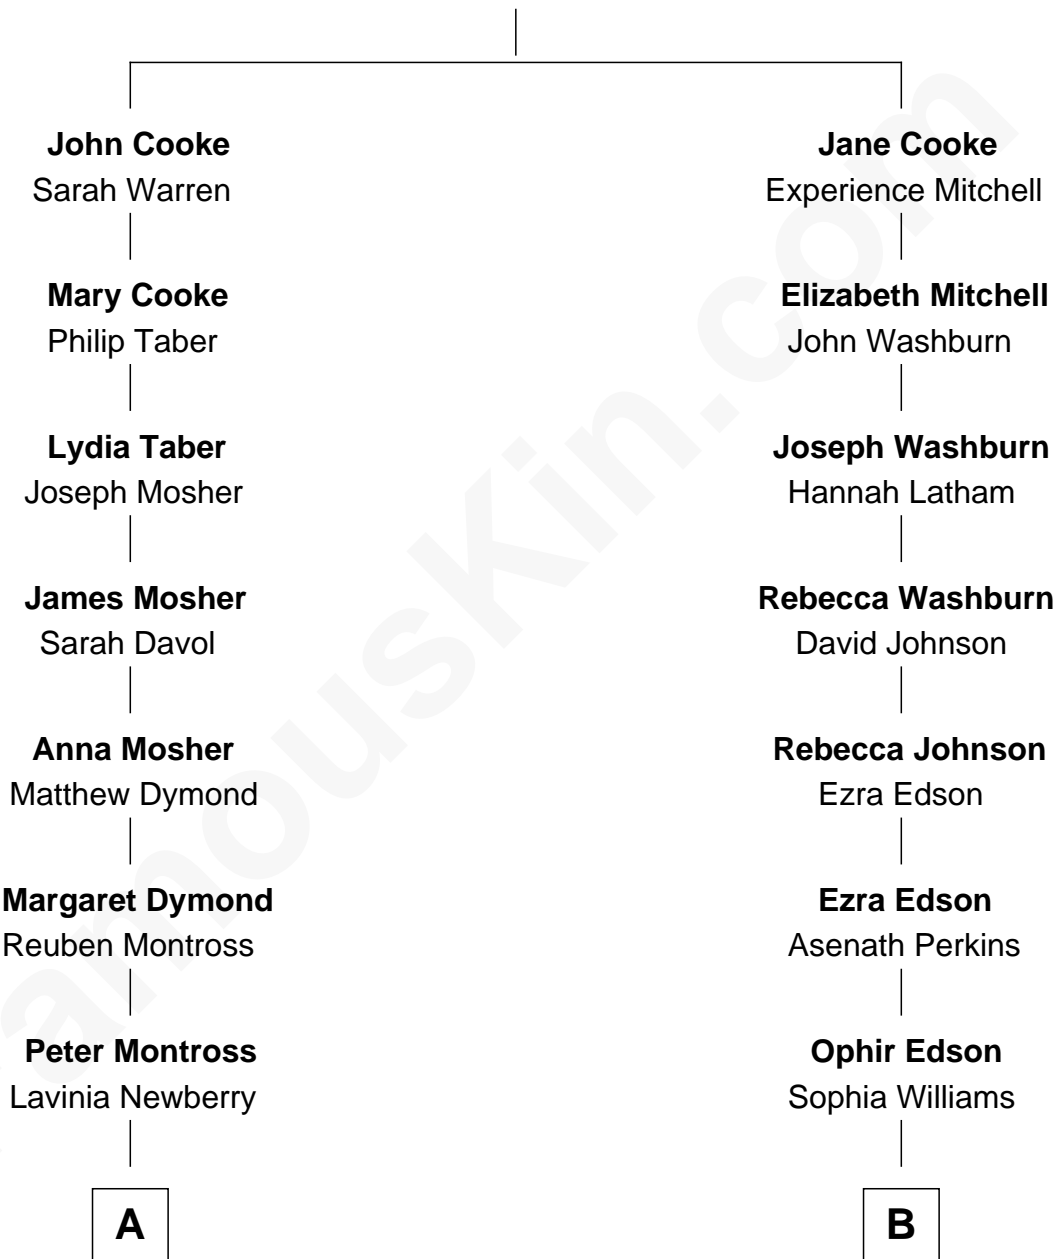 John Cooke
Sarah Warren
Mary Cooke
Philip Taber
Lydia Taber
Joseph Mosher
James Mosher
Sarah Davol
Anna Mosher
Matthew Dymond
Margaret Dymond
Reuben Montross
Peter Montross
Lavinia Newberry
A
Jane Cooke
Experience Mitchell
Elizabeth Mitchell
John Washburn
Joseph Washburn
Hannah Latham
Rebecca Washburn
David Johnson
Rebecca Johnson
Ezra Edson
Ezra Edson
Asenath Perkins
Ophir Edson
Sophia Williams
B
amousKin.com